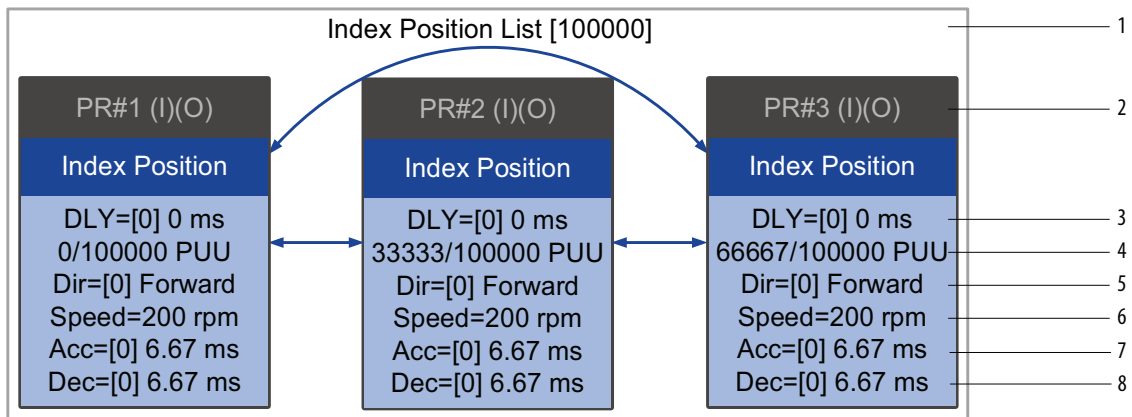 Index Position List [100000]
1
PR#1 (I)(O)
PR#2 (I)(O)
PR#3 (I)(O)
2
Index Position
Index Position
Index Position
DLY=[0] 0 ms
DLY=[0] 0 ms
DLY=[0] 0 ms
3
0/100000 PUU
33333/100000 PUU
66667/100000 PUU
4
Dir=[0] Forward
Dir=[0] Forward
Dir=[0] Forward
5
Speed=200 rpm
Speed=200 rpm
Speed=200 rpm
6
Acc=[0] 6.67 ms
Acc=[0] 6.67 ms
Acc=[0] 6.67 ms
7
Dec=[0] 6.67 ms
Dec=[0] 6.67 ms
Dec=[0] 6.67 ms
8